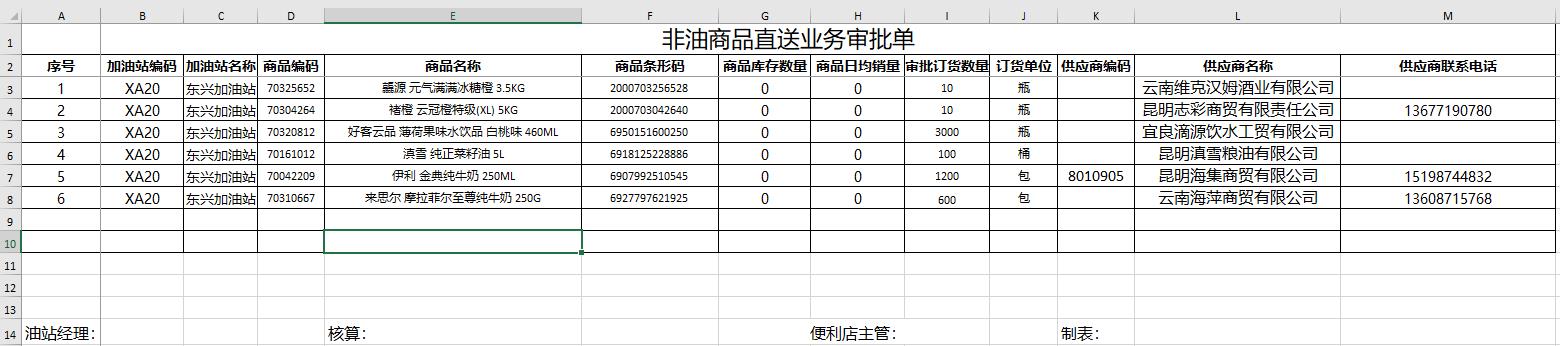 A B C D E F G H I J K L M
1 非油商品直送业务审批单
2 序号 加油站编码 加油站名称 商品编码 商品名称 商品条形码 商品库存数量 商品日均销量 审批订货数量 订货单位 供应商编码 供应商名称 供应商联系电话
3 1 XA20 东兴加油站 70325652 元气满满冰糖橙 3.5KG 2000703256528 0 0 10 瓶 云南维克汉姆酒业有限公司
4 2 XA20 东兴加油站 70304264 褚橙 云冠橙特级(XL) 5KG 2000703042640 0 0 10 瓶 昆明志彩商贸有限责任公司 13677190780
5 3 XA20 东兴加油站 70320812 好客云品 薄荷果味水饮品 白桃味 460ML 6950151600250 0 0 3000 瓶 宜良滴源饮水工贸有限公司
6 4 XA20 东兴加油站 70161012 滇雪 纯正菜籽油 5L 6918125228886 0 0 100 桶 昆明滇雪粮油有限公司
7 5 XA20 东兴加油站 70042209 伊利 金典纯牛奶 250ML 6907992510545 0 0 1200 包 8010905 昆明海集商贸有限公司 15198744832
8 6 XA20 东兴加油站 70310667 来思尔 摩拉菲尔至尊纯牛奶 250G 6927797621925 0 0 600 包 云南海萍商贸有限公司 13608715768
9
10
11
12
13
14 油站经理： 核算： 便利店主管： 制表：